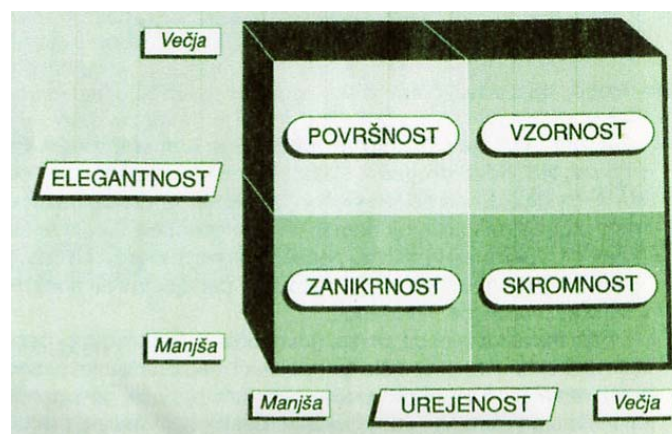 Večja
POVRŠNOST
VZORNOST
ELEGANTNOST
ZANIKRNOST
SKROMNOST
Manjša
Manjša
UREJENOST
Večja